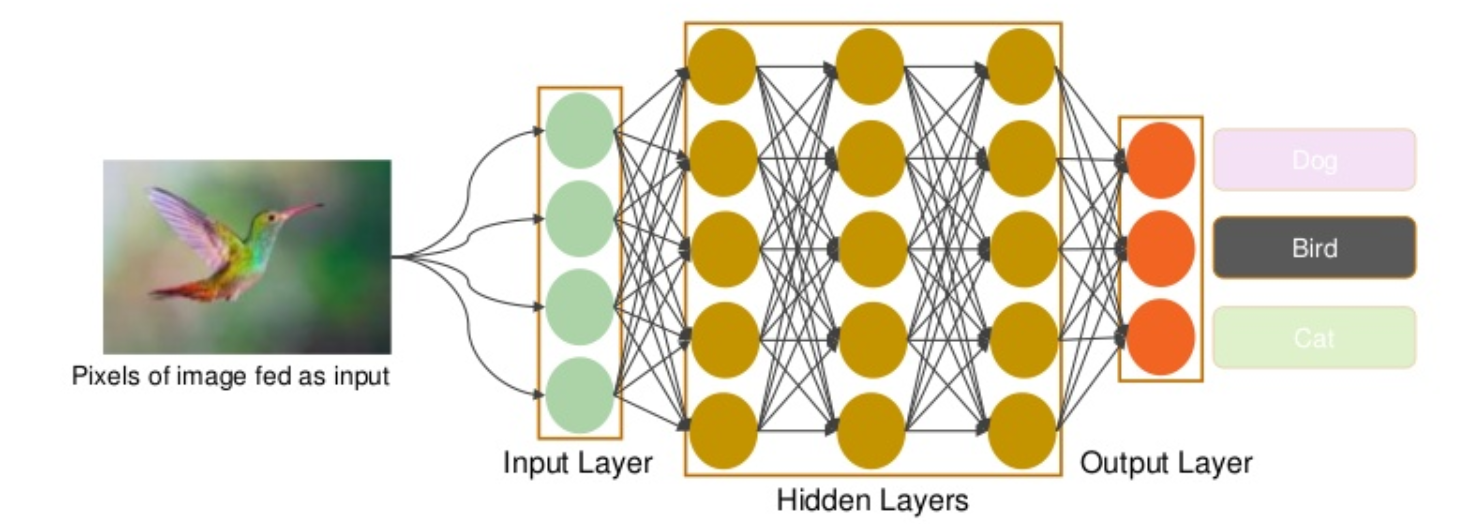 Dog
Bird
Cat
Pixels of image fed as input
Input Layer
Output Layer
Hidden Layers